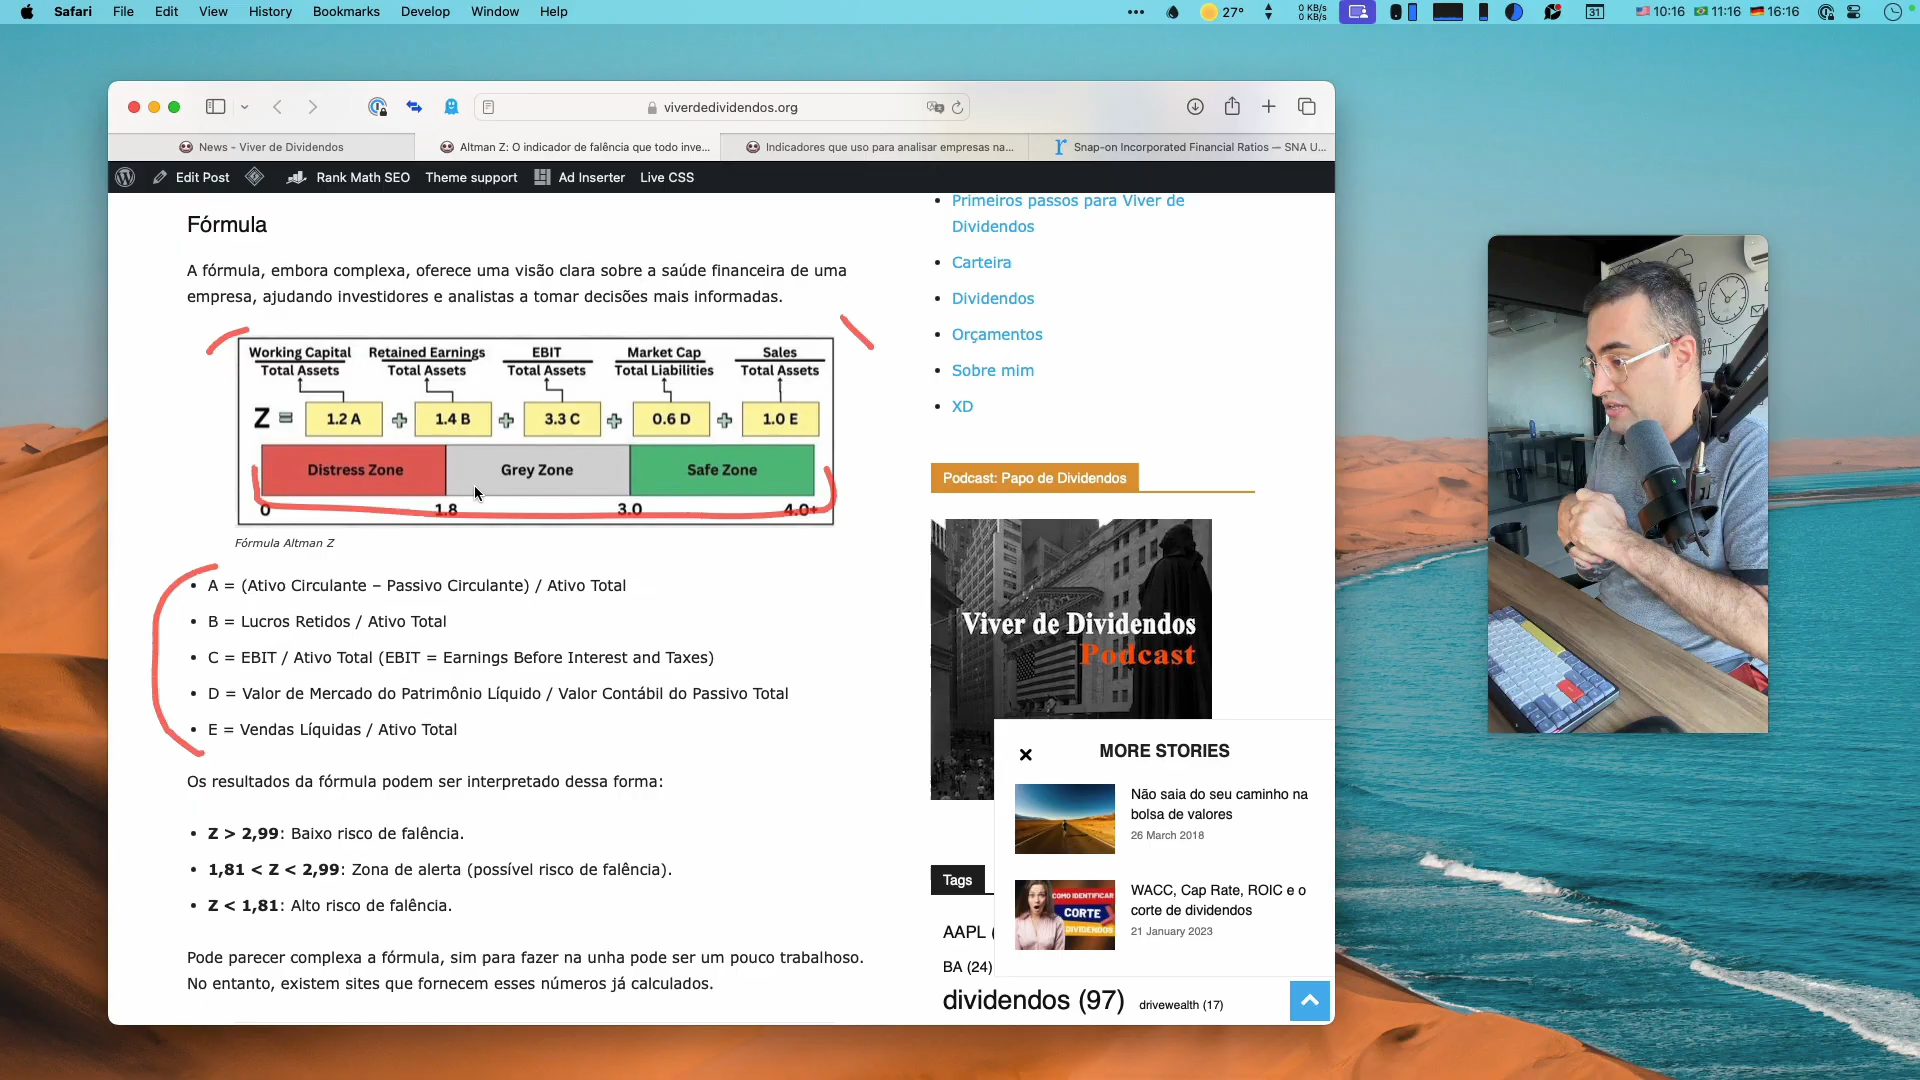 Safari File Edit View History Bookmarks Develop Window Help
27° 0 KB/s 0 KB/s 31 10:16 11:16 16:16
viverdedividendos.org
News - Viver de Dividendos
Altman Z: O indicador de falência que todo inve...
Indicadores que uso para analisar empresas na...
Snap-on Incorporated Financial Ratios — SNA U...
Edit Post Rank Math SEO Theme support Ad Inserter Live CSS
Fórmula
A fórmula, embora complexa, oferece uma visão clara sobre a saúde financeira de uma
empresa, ajudando investidores e analistas a tomar decisões mais informadas.
Working Capital Retained Earnings EBIT Market Cap Sales
Total Assets Total Assets Total Assets Total Liabilities Total Assets
Z = 1.2 A + 1.4 B + 3.3 C + 0.6 D + 1.0 E
Distress Zone Grey Zone Safe Zone
0 1.8 3.0 4.0+
Fórmula Altman Z
• A = (Ativo Circulante – Passivo Circulante) / Ativo Total
• B = Lucros Retidos / Ativo Total
• C = EBIT / Ativo Total (EBIT = Earnings Before Interest and Taxes)
• D = Valor de Mercado do Patrimônio Líquido / Valor Contábil do Passivo Total
• E = Vendas Líquidas / Ativo Total
Os resultados da fórmula podem ser interpretado dessa forma:
• Z > 2,99: Baixo risco de falência.
• 1,81 < Z < 2,99: Zona de alerta (possível risco de falência).
• Z < 1,81: Alto risco de falência.
Pode parecer complexa a fórmula, sim para fazer na unha pode ser um pouco trabalhoso.
No entanto, existem sites que fornecem esses números já calculados.
• Primeiros passos para Viver de
Dividendos
• Carteira
• Dividendos
• Orçamentos
• Sobre mim
• XD
Podcast: Papo de Dividendos
Viver de Dividendos
Podcast
MORE STORIES
Não saia do seu caminho na
bolsa de valores
26 March 2018
COMO IDENTIFICAR
CORTE
DIVIDENDOS
WACC, Cap Rate, ROIC e o
corte de dividendos
21 January 2023
Tags
AAPL (
BA (24)
dividendos (97) drivewealth (17)